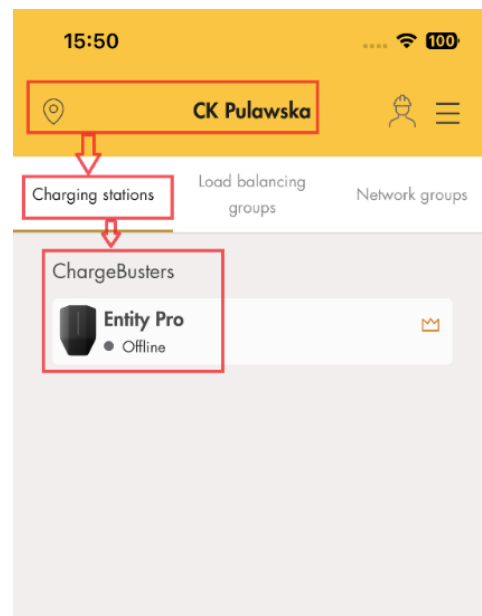 15:50
100
CK Pulawska
Charging stations
Load balancing
groups
Network groups
ChargeBusters
Entity Pro
Offline